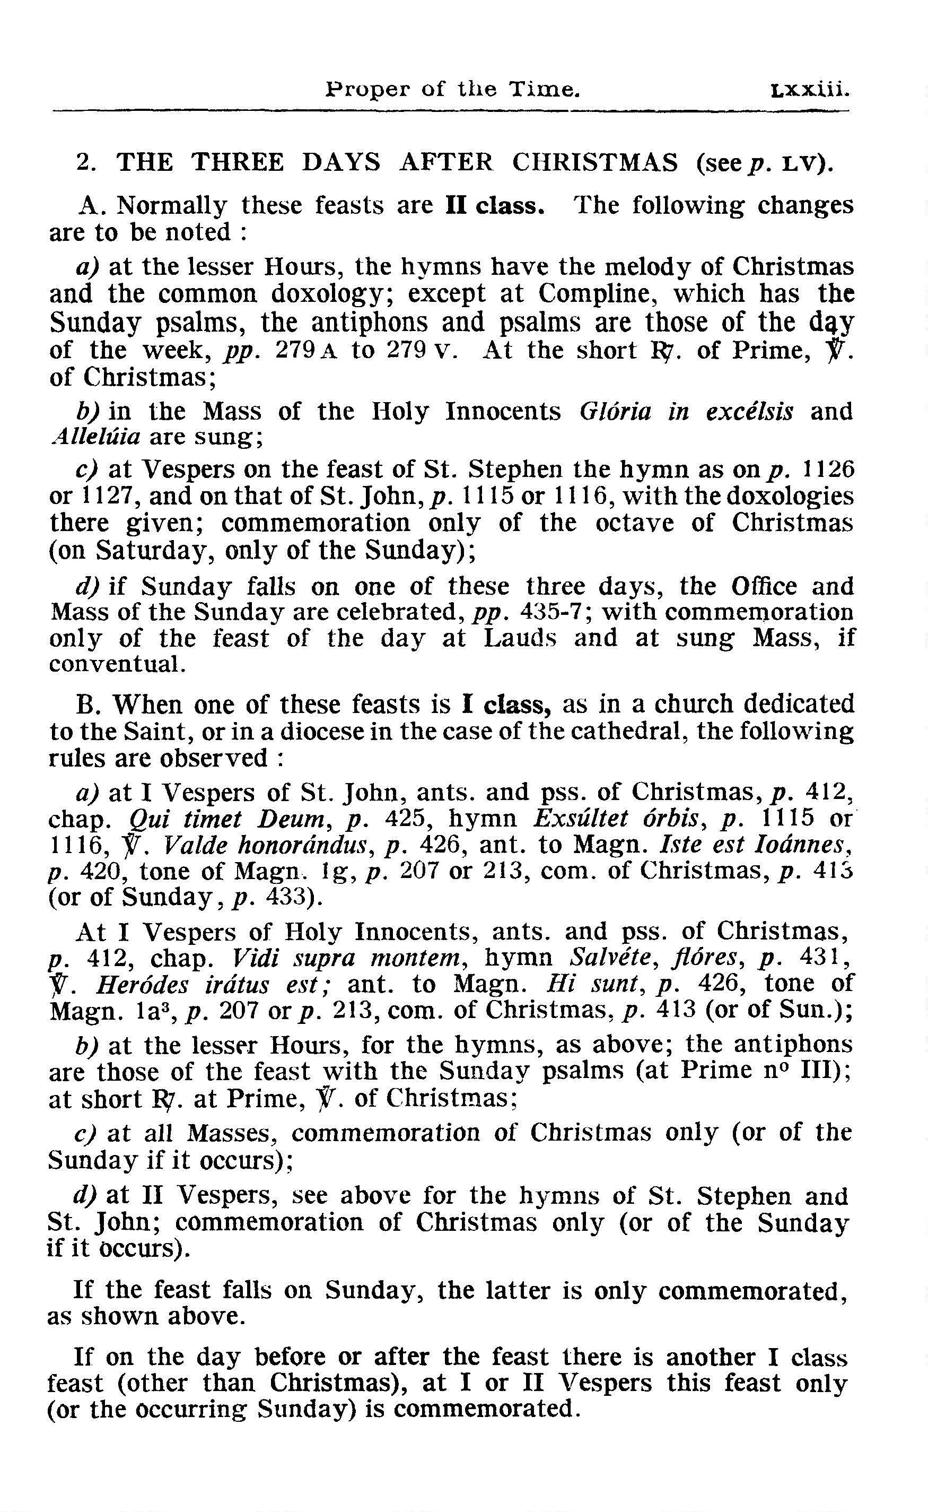 Proper of the Time. Lxxiii.
2. THE THREE DAYS AFTER CHRISTMAS (see p. LV).
A. Normally these feasts are II class. The following changes
are to be noted :
a) at the lesser Hours, the hymns have the melody of Christmas
and the common doxology; except at Compline, which has the
Sunday psalms, the antiphons and psalms are those of the day
of the week, pp. 279 A to 279 V. At the short ℟. of Prime, ℣.
of Christmas;
b) in the Mass of the Holy Innocents Glória in excélsis and
Allelúia are sung;
c) at Vespers on the feast of St. Stephen the hymn as on p. 1126
or 1127, and on that of St. John, p. 1115 or 1116, with the doxologies
there given; commemoration only of the octave of Christmas
(on Saturday, only of the Sunday);
d) if Sunday falls on one of these three days, the Office and
Mass of the Sunday are celebrated, pp. 435-7; with commemoration
only of the feast of the day at Lauds and at sung Mass, if
conventual.
B. When one of these feasts is I class, as in a church dedicated
to the Saint, or in a diocese in the case of the cathedral, the following
rules are observed :
a) at I Vespers of St. John, ants. and pss. of Christmas, p. 412,
chap. Qui timet Deum, p. 425, hymn Exsúltet órbis, p. 1115 or
1116, ℣. Valde honorándus, p. 426, ant. to Magn. Iste est Ioánnes,
p. 420, tone of Magn. 1g, p. 207 or 213, com. of Christmas, p. 413
(or of Sunday, p. 433).
At I Vespers of Holy Innocents, ants. and pss. of Christmas,
p. 412, chap. Vidi supra montem, hymn Salvéte, flóres, p. 431,
℣. Heródes irátus est; ant. to Magn. Hi sunt, p. 426, tone of
Magn. 1a³, p. 207 or p. 213, com. of Christmas, p. 413 (or of Sun.);
b) at the lesser Hours, for the hymns, as above; the antiphons
are those of the feast with the Sunday psalms (at Prime nº III);
at short ℟. at Prime, ℣. of Christmas;
c) at all Masses, commemoration of Christmas only (or of the
Sunday if it occurs);
d) at II Vespers, see above for the hymns of St. Stephen and
St. John; commemoration of Christmas only (or of the Sunday
if it occurs).
If the feast falls on Sunday, the latter is only commemorated,
as shown above.
If on the day before or after the feast there is another I class
feast (other than Christmas), at I or II Vespers this feast only
(or the occurring Sunday) is commemorated.